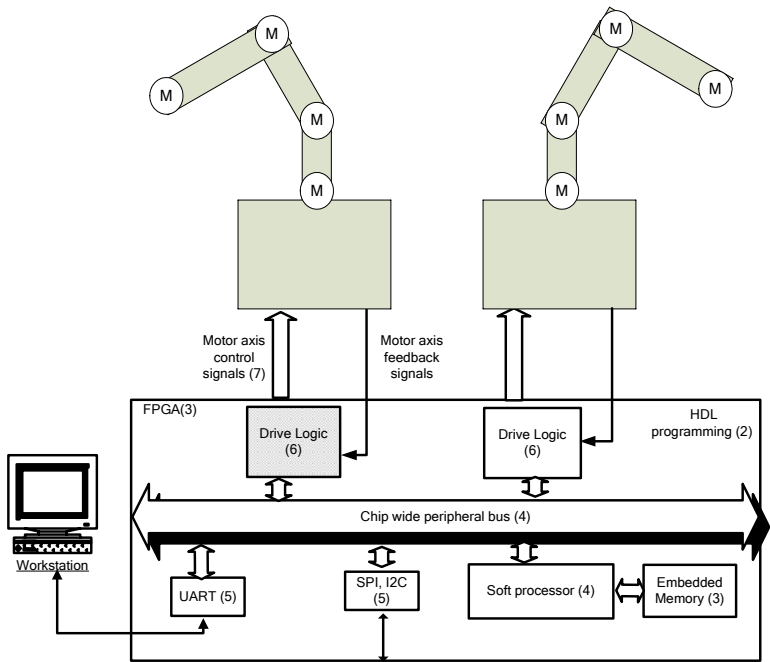 M
M
M
M
M
M
M
M
Motor axis
control
signals (7)
Motor axis
feedback
signals
FPGA(3)
HDL
programming (2)
Drive Logic
(6)
Drive Logic
(6)
Chip wide peripheral bus (4)
Workstation
UART (5)
SPI, I2C
(5)
Soft processor (4)
Embedded
Memory (3)